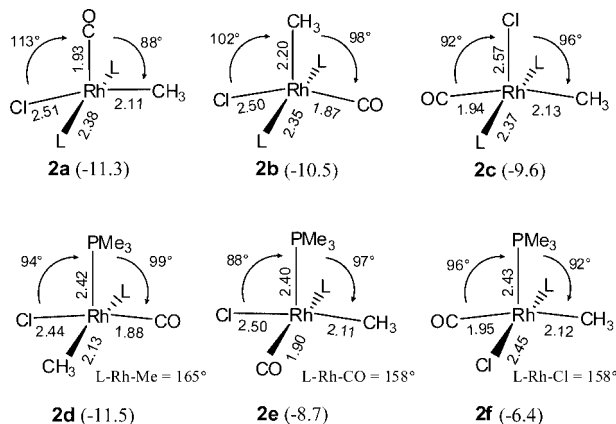 CO
113° 88°
1.93 L
Cl Rh CH3
2.51 2.11
2.38
L
2a (-11.3)
CH3
102° 98°
2.20 L
Cl Rh CO
2.50 1.87
2.35
L
2b (-10.5)
Cl
92° 96°
2.57 L
OC Rh CH3
1.94 2.13
2.37
L
2c (-9.6)
PMe3
94° 99°
2.42 L
Cl Rh CO
2.44 1.88
2.13
CH3
L-Rh-Me = 165°
2d (-11.5)
PMe3
88° 97°
2.40 L
Cl Rh CH3
2.50 2.11
1.90
CO
L-Rh-CO = 158°
2e (-8.7)
PMe3
96° 92°
2.43 L
OC Rh CH3
1.95 2.12
2.45
Cl
L-Rh-Cl = 158°
2f (-6.4)